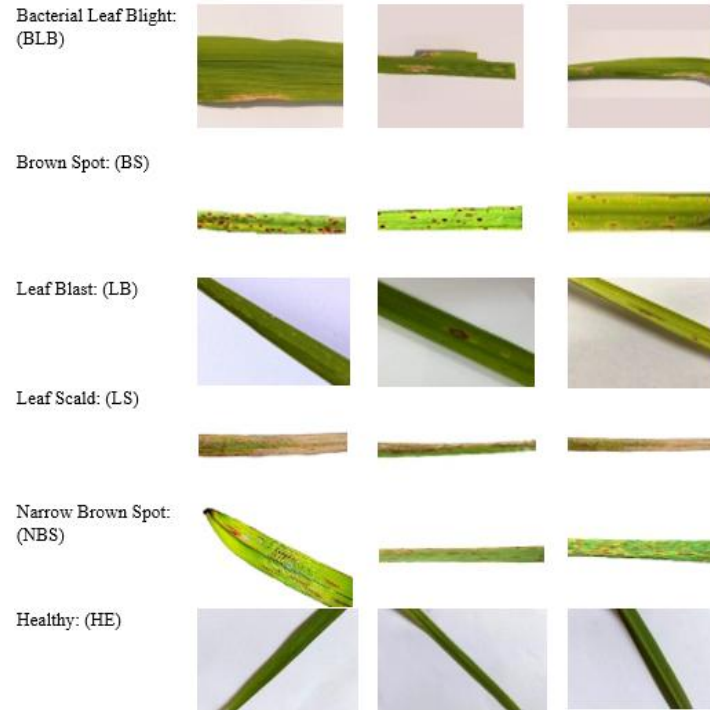 Bacterial Leaf Blight:
(BLB)
Brown Spot: (BS)
Leaf Blast: (LB)
Leaf Scald: (LS)
Narrow Brown Spot:
(NBS)
Healthy: (HE)